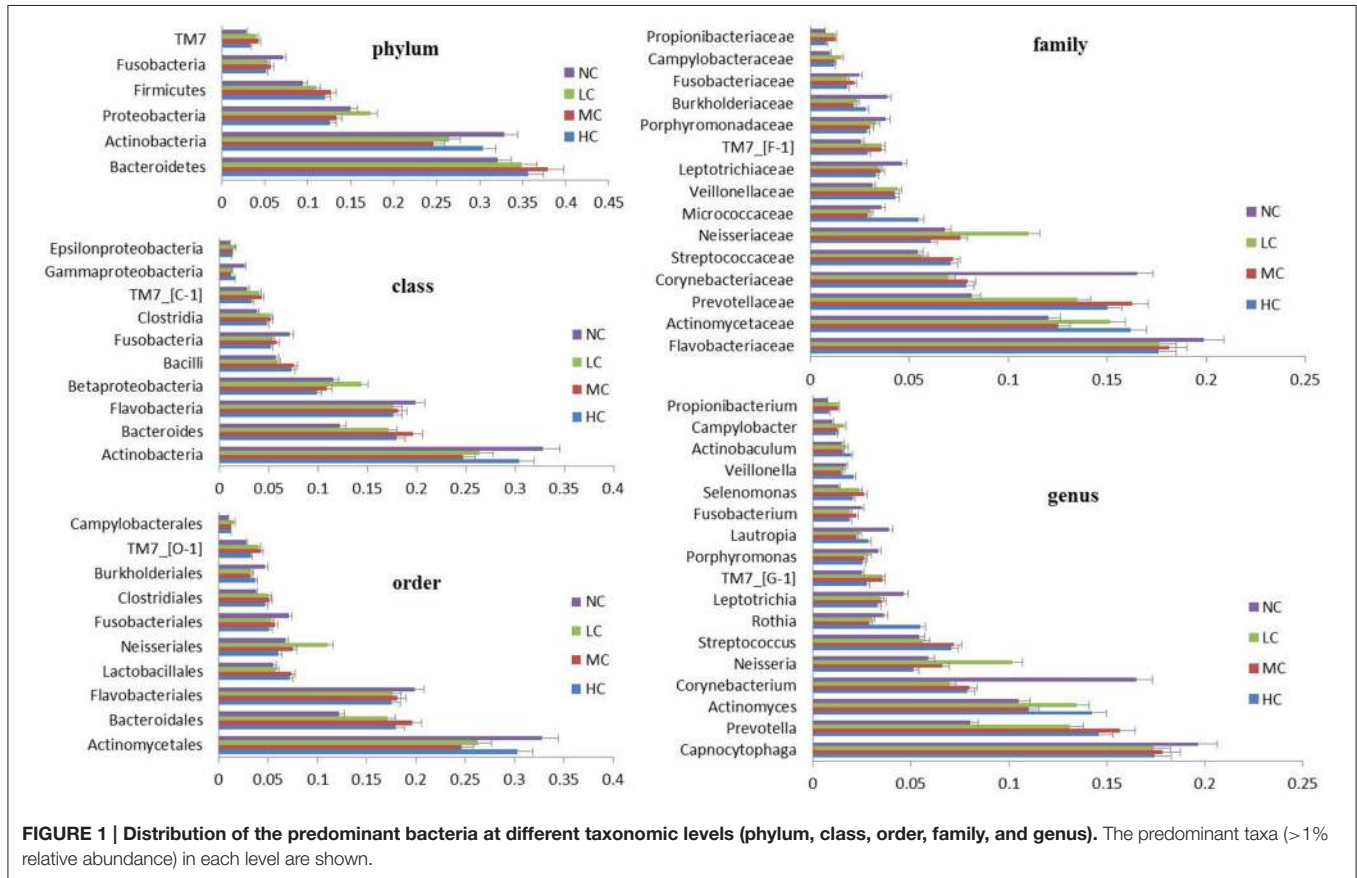 phylum
TM7
Fusobacteria
Firmicutes
Proteobacteria
Actinobacteria
Bacteroidetes
NC
LC
MC
HC
0 0.05 0.1 0.15 0.2 0.25 0.3 0.35 0.4 0.45
class
Epsilonproteobacteria
Gammaproteobacteria
TM7_[C-1]
Clostridia
Fusobacteria
Bacilli
Betaproteobacteria
Flavobacteria
Bacteroides
Actinobacteria
NC
LC
MC
HC
0 0.05 0.1 0.15 0.2 0.25 0.3 0.35 0.4
order
Campylobacterales
TM7_[O-1]
Burkholderiales
Clostridiales
Fusobacteriales
Neisseriales
Lactobacillales
Flavobacteriales
Bacteroidales
Actinomycetales
NC
LC
MC
HC
0 0.05 0.1 0.15 0.2 0.25 0.3 0.35 0.4
family
Propionibacteriaceae
Campylobacteraceae
Fusobacteriaceae
Burkholderiaceae
Porphyromonadaceae
TM7_[F-1]
Leptotrichiaceae
Veillonellaceae
Micrococcaceae
Neisseriaceae
Streptococcaceae
Corynebacteriaceae
Prevotellaceae
Actinomycetaceae
Flavobacteriaceae
NC
LC
MC
HC
0 0.05 0.1 0.15 0.2 0.25
genus
Propionibacterium
Campylobacter
Actinobaculum
Veillonella
Selenomonas
Fusobacterium
Lautropia
Porphyromonas
TM7_[G-1]
Leptotrichia
Rothia
Streptococcus
Neisseria
Corynebacterium
Actinomyces
Prevotella
Capnocytophaga
NC
LC
MC
HC
0 0.05 0.1 0.15 0.2 0.25
FIGURE 1 | Distribution of the predominant bacteria at different taxonomic levels (phylum, class, order, family, and genus). The predominant taxa (>1%
relative abundance) in each level are shown.